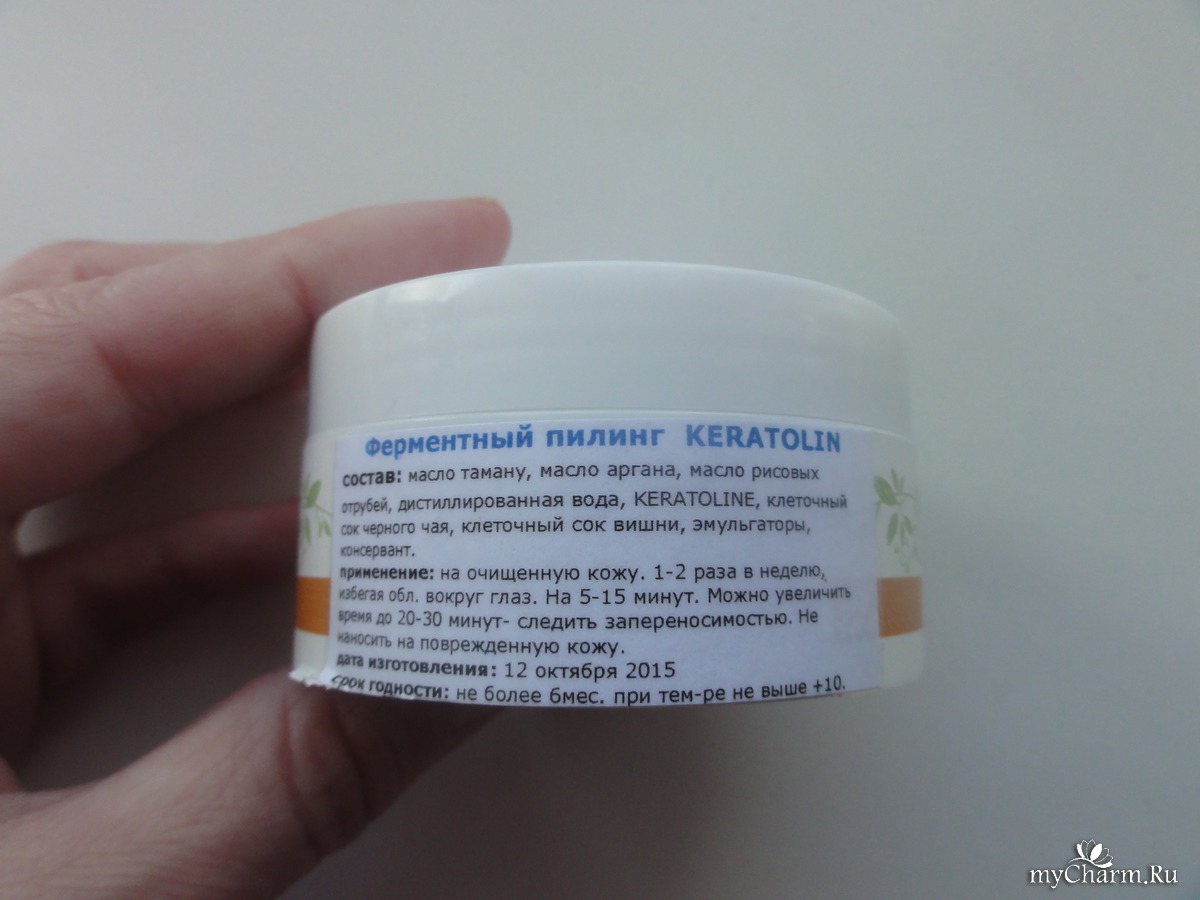 Ферментный пилинг KERATOLIN
состав: масло таману, масло аргана, масло рисовых
отрубей, дистиллированная вода, KERATOLINE, клеточный
сок черного чая, клеточный сок вишни, эмульгаторы,
консервант.
применение: на очищенную кожу. 1-2 раза в неделю,
избегая обл. вокруг глаз. На 5-15 минут. Можно увеличить
время до 20-30 минут- следить запереносимостью. Не
наносить на поврежденную кожу.
дата изготовления: 12 октября 2015
срок годности: не более 6мес. при тем-ре не выше +10.
myCharm.Ru